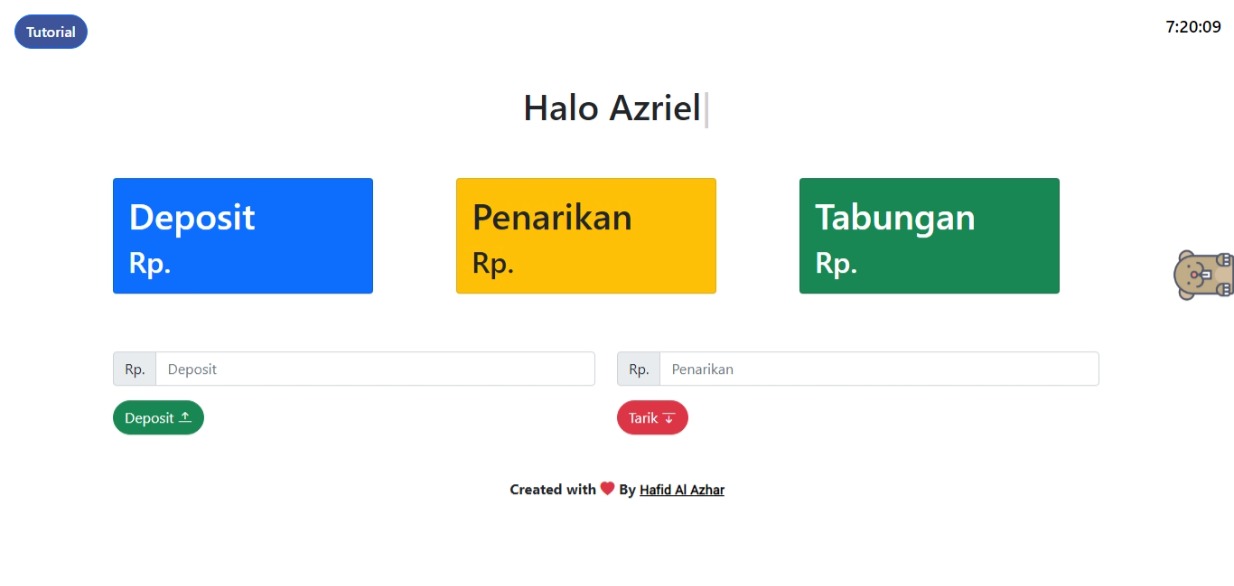 Tutorial
7:20:09
Halo Azriel
Deposit
Rp.
Penarikan
Rp.
Tabungan
Rp.
Rp. Deposit
Rp. Penarikan
Deposit
Tarik
Created with ❤ By Hafid Al Azhar